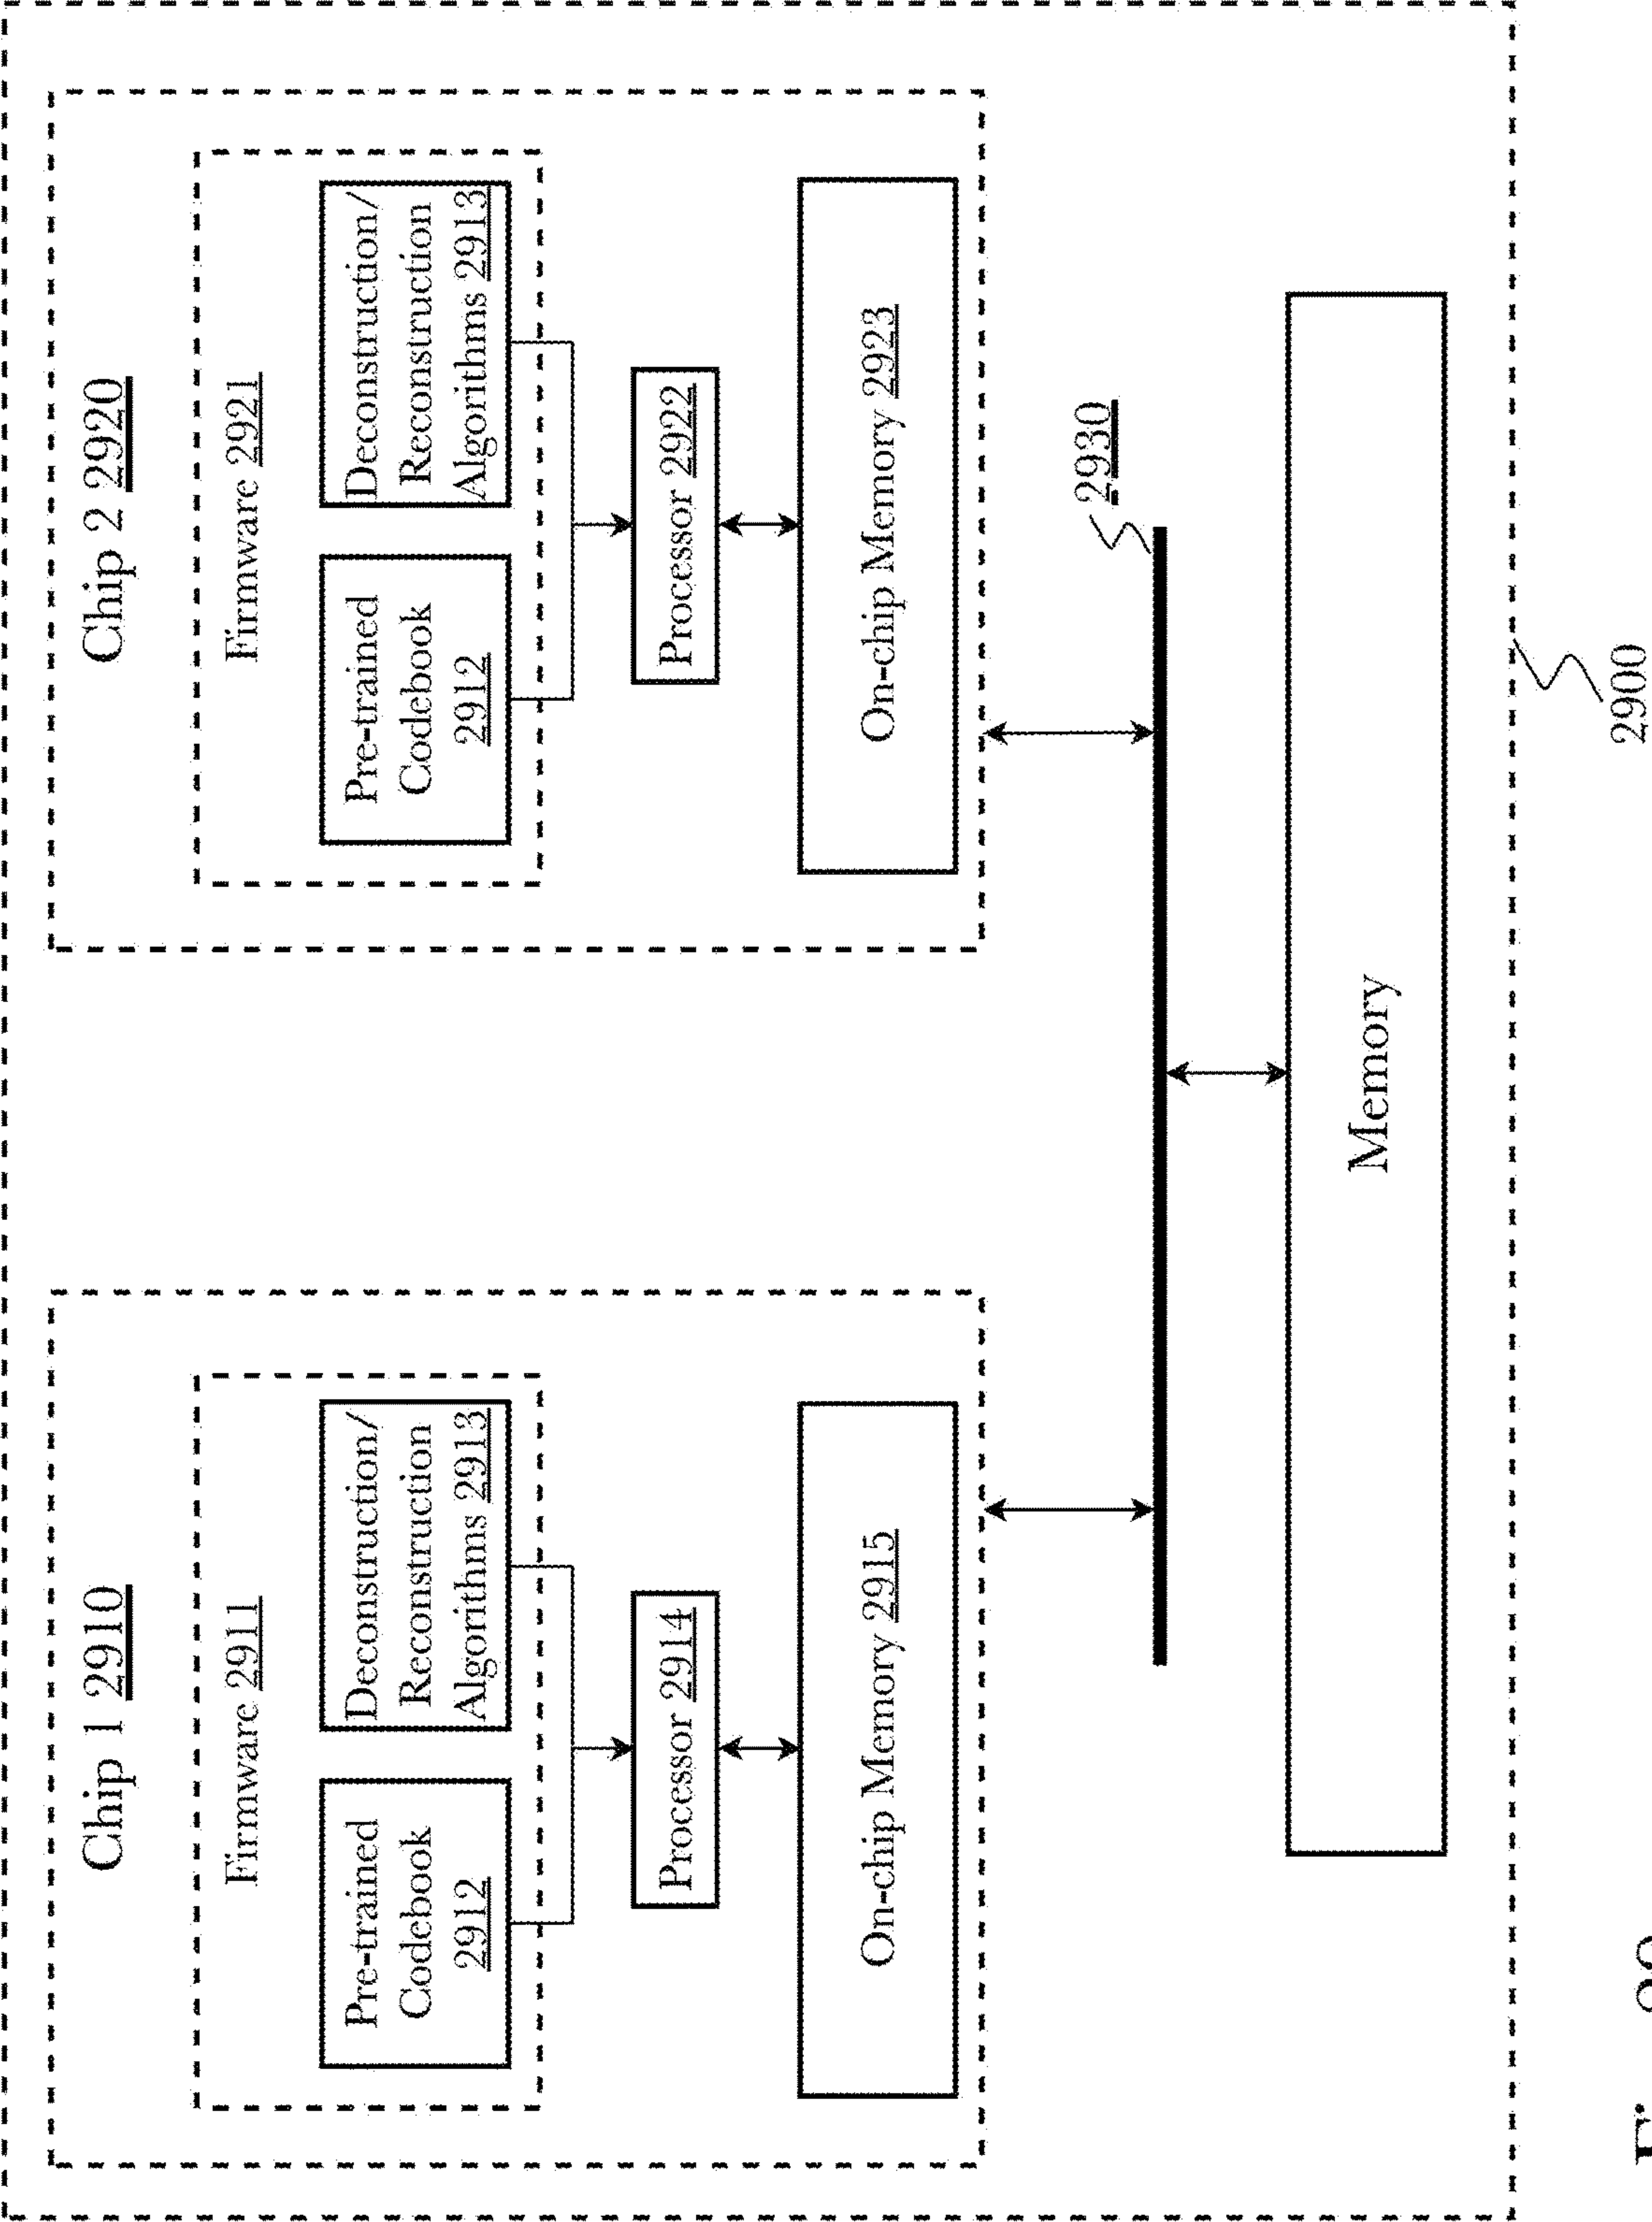 Chip 1 2910
Firmware 2911
Pre-trained
Codebook
2912
Deconstruction/
Reconstruction
Algorithms 2913
Processor 2914
On-chip Memory 2915
Chip 2 2920
Firmware 2921
Pre-trained
Codebook
2912
Deconstruction/
Reconstruction
Algorithms 2913
Processor 2922
On-chip Memory 2923
2930
Memory
2900